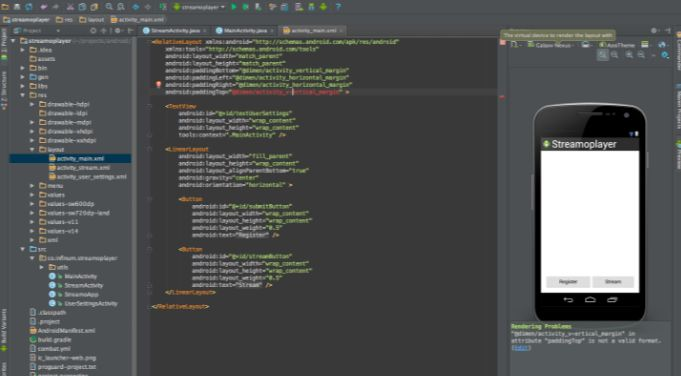 streamoplayer
streamoplayer
res
layout
activity_main.xml
Project
StreamActivity.java
MainActivity.java
activity_main.xml
The virtual device to render the layout with
Galaxy Nexus
AppTheme
streamoplayer
.idea
assets
bin
gen
libs
res
drawable-hdpi
drawable-ldpi
drawable-mdpi
drawable-xhdpi
drawable-xxhdpi
layout
activity_main.xml
activity_stream.xml
activity_user_settings.xml
menu
values
values-sw600dp
values-sw720dp-land
values-v11
values-v14
xml
src
co.infinum.streamoplayer
utils
MainActivity
StreamActivity
StreamoApp
UserSettingsActivity
.classpath
.project
AndroidManifest.xml
build.gradle
combat.yml
ic_launcher-web.png
proguard-project.txt
project.properties
1: Project
7: Structure
Build Variants
Favorites
<RelativeLayout xmlns:android="http://schemas.android.com/apk/res/android"
xmlns:tools="http://schemas.android.com/tools"
android:layout_width="match_parent"
android:layout_height="match_parent"
android:paddingBottom="@dimen/activity_vertical_margin"
android:paddingLeft="@dimen/activity_horizontal_margin"
android:paddingRight="@dimen/activity_horizontal_margin"
android:paddingTop="@dimen/activity_v=ertical_margin" >
<TextView
android:id="@+id/textUserSettings"
android:layout_width="wrap_content"
android:layout_height="wrap_content"
tools:context=".MainActivity" />
<LinearLayout
android:layout_width="fill_parent"
android:layout_height="wrap_content"
android:layout_alignParentBottom="true"
android:gravity="center"
android:orientation="horizontal" >
<Button
android:id="@+id/submitButton"
android:layout_width="wrap_content"
android:layout_height="wrap_content"
android:layout_weight="0.5"
android:text="Register" />
<Button
android:id="@+id/streamButton"
android:layout_width="wrap_content"
android:layout_height="wrap_content"
android:layout_weight="0.5"
android:text="Stream" />
</LinearLayout>
</RelativeLayout>
Streamoplayer
Register
Stream
Rendering Problems
"@dimen/activity_v=ertical_margin" in
attribute "paddingTop" is not a valid format.
(Edit)
Commander
Preview